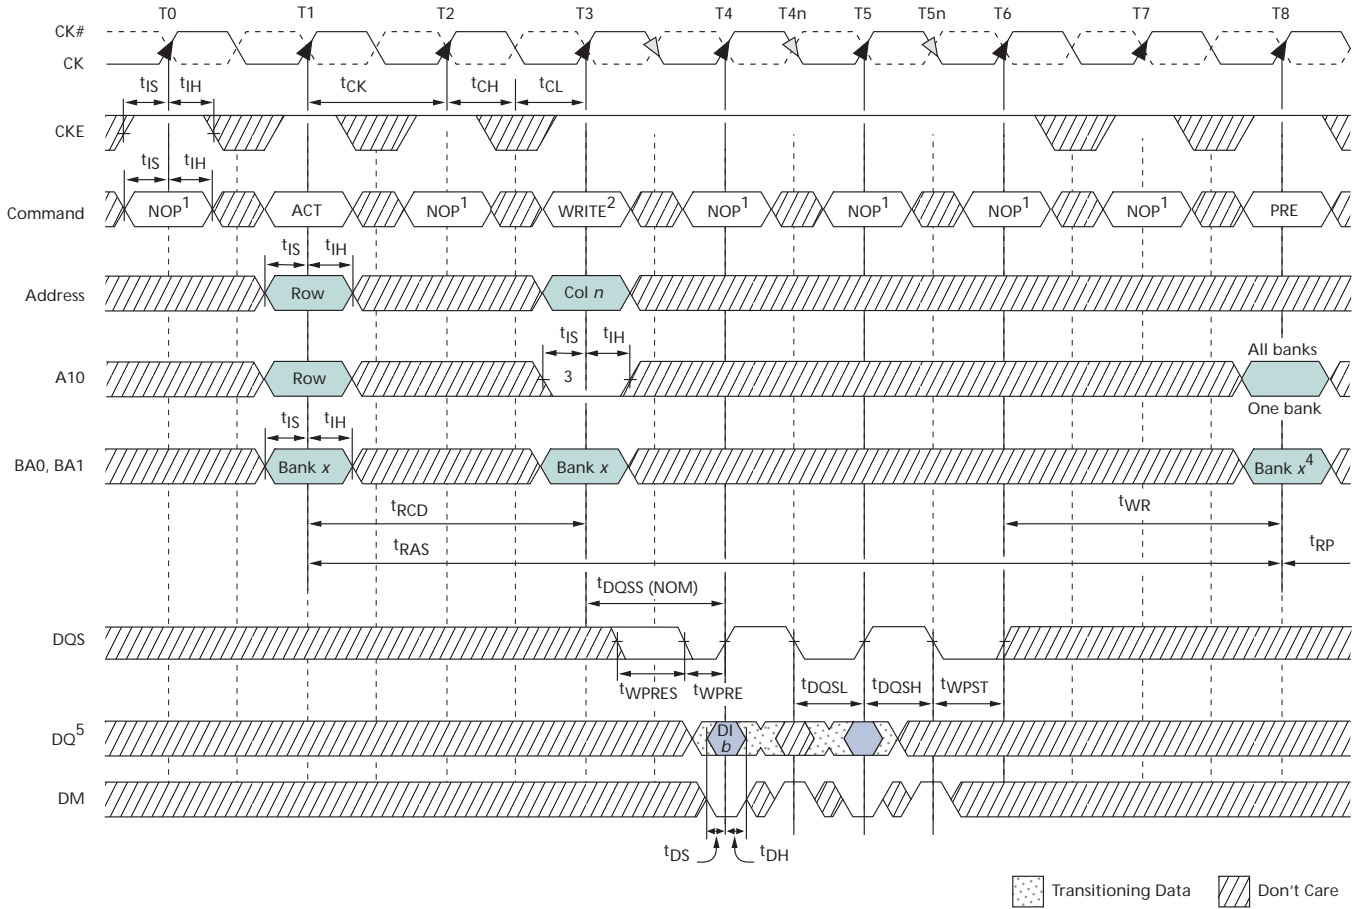 T0 T1 T2 T3 T4 T4n T5 T5n T6 T7 T8
CK#
CK
tIS tIH tCK tCH tCL
CKE
tIS tIH
Command NOP1 ACT NOP1 WRITE2 NOP1 NOP1 NOP1 NOP1 PRE
tIS tIH
Address Row Col n
tIS tIH
All banks
A10 Row 3
One bank
tIS tIH
BA0, BA1 Bank x Bank x Bank x4
tRCD tWR
tRAS tRP
tDQSS (NOM)
DQS
tWPRES tWPRE tDQSL tDQSH tWPST
DQ5 DI
b
DM
tDS tDH
Transitioning Data Don't Care